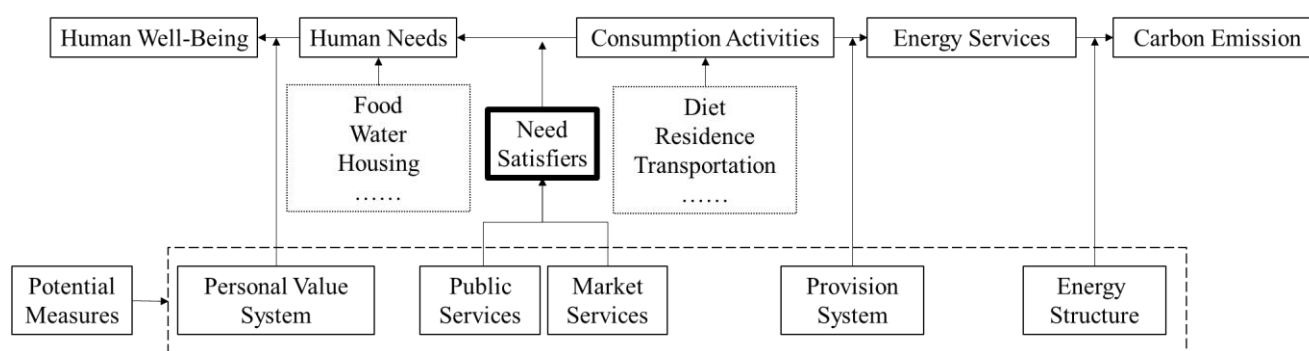 Human Well-Being
Human Needs
Consumption Activities
Energy Services
Carbon Emission
Food
Water
Housing
……
Need
Satisfiers
Diet
Residence
Transportation
……
Potential
Measures
Personal Value
System
Public
Services
Market
Services
Provision
System
Energy
Structure